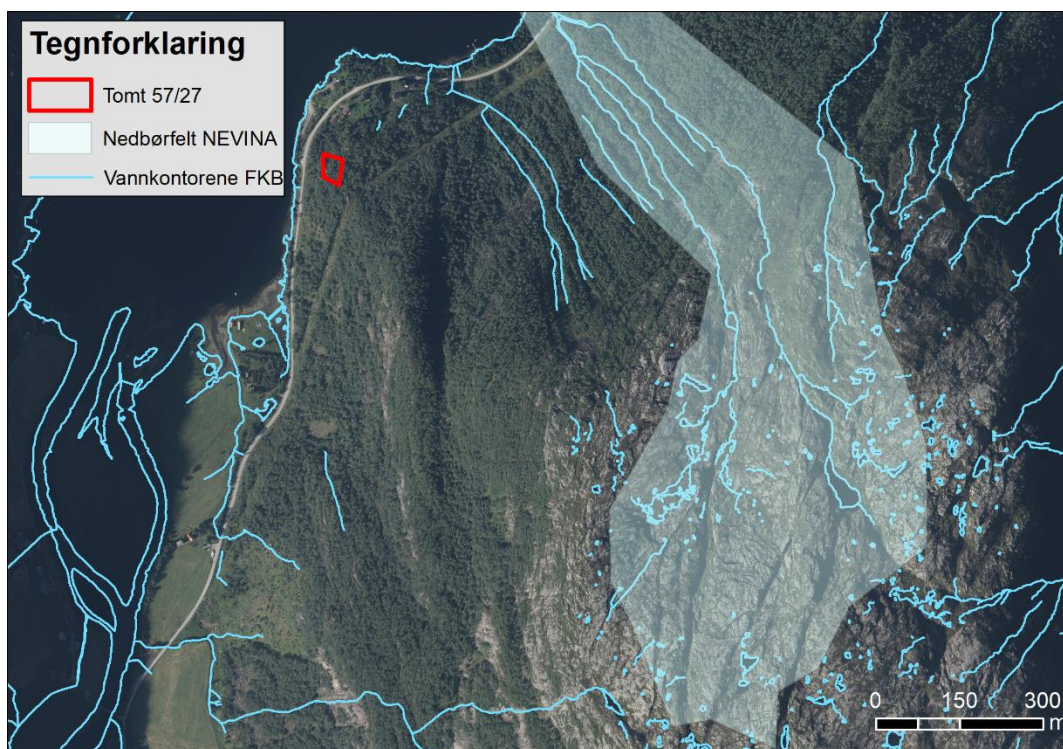 Tegnforklaring
Tomt 57/27
Nedbørfelt NEVINA
Vannkontorene FKB
0 150 300
m